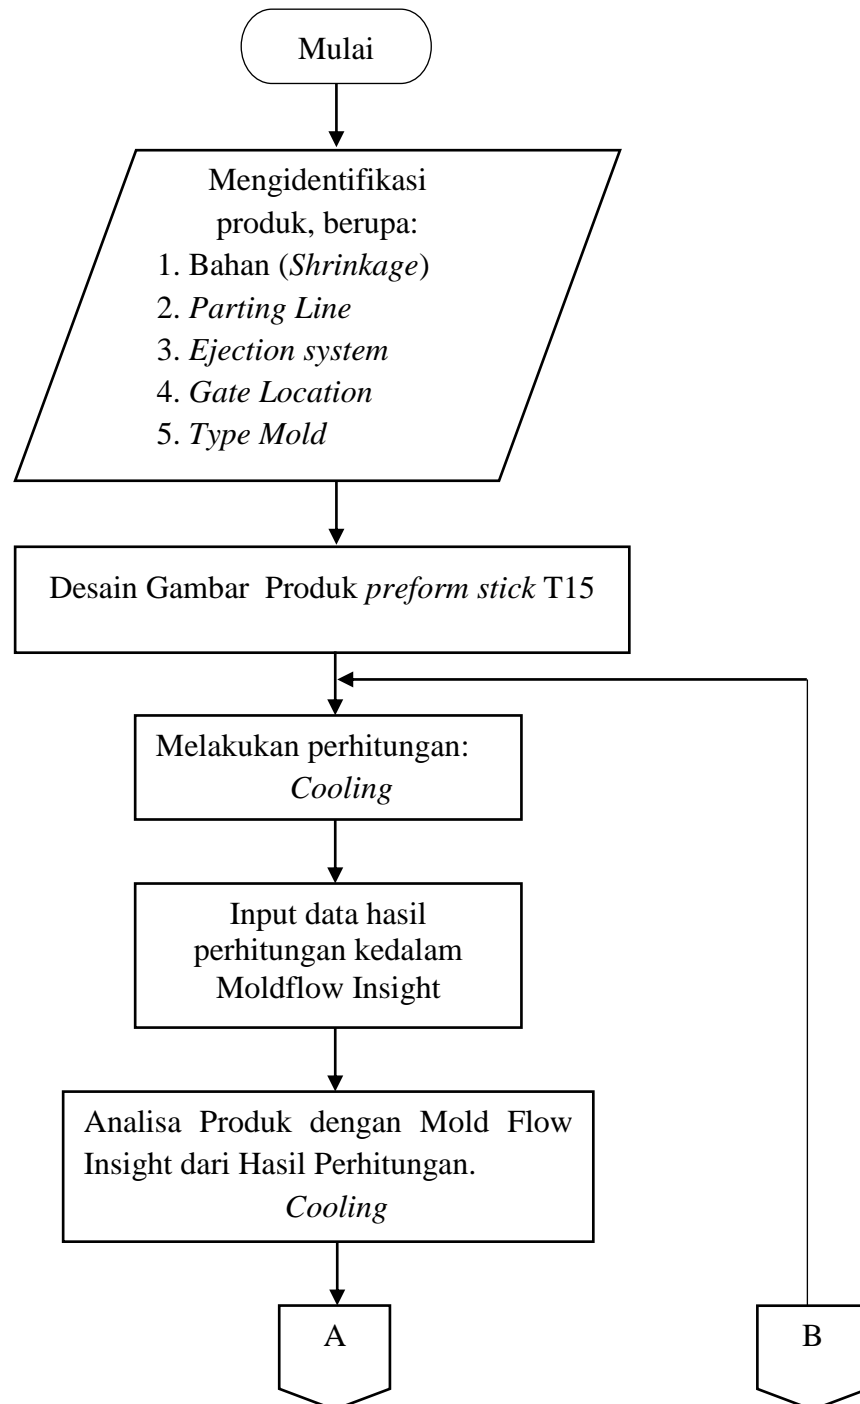 Mulai
Mengidentifikasi
produk, berupa:
1. Bahan (Shrinkage)
2. Parting Line
3. Ejection system
4. Gate Location
5. Type Mold
Desain Gambar Produk preform stick T15
Melakukan perhitungan:
Cooling
Input data hasil
perhitungan kedalam
Moldflow Insight
Analisa Produk dengan Mold Flow
Insight dari Hasil Perhitungan.
Cooling
A
B